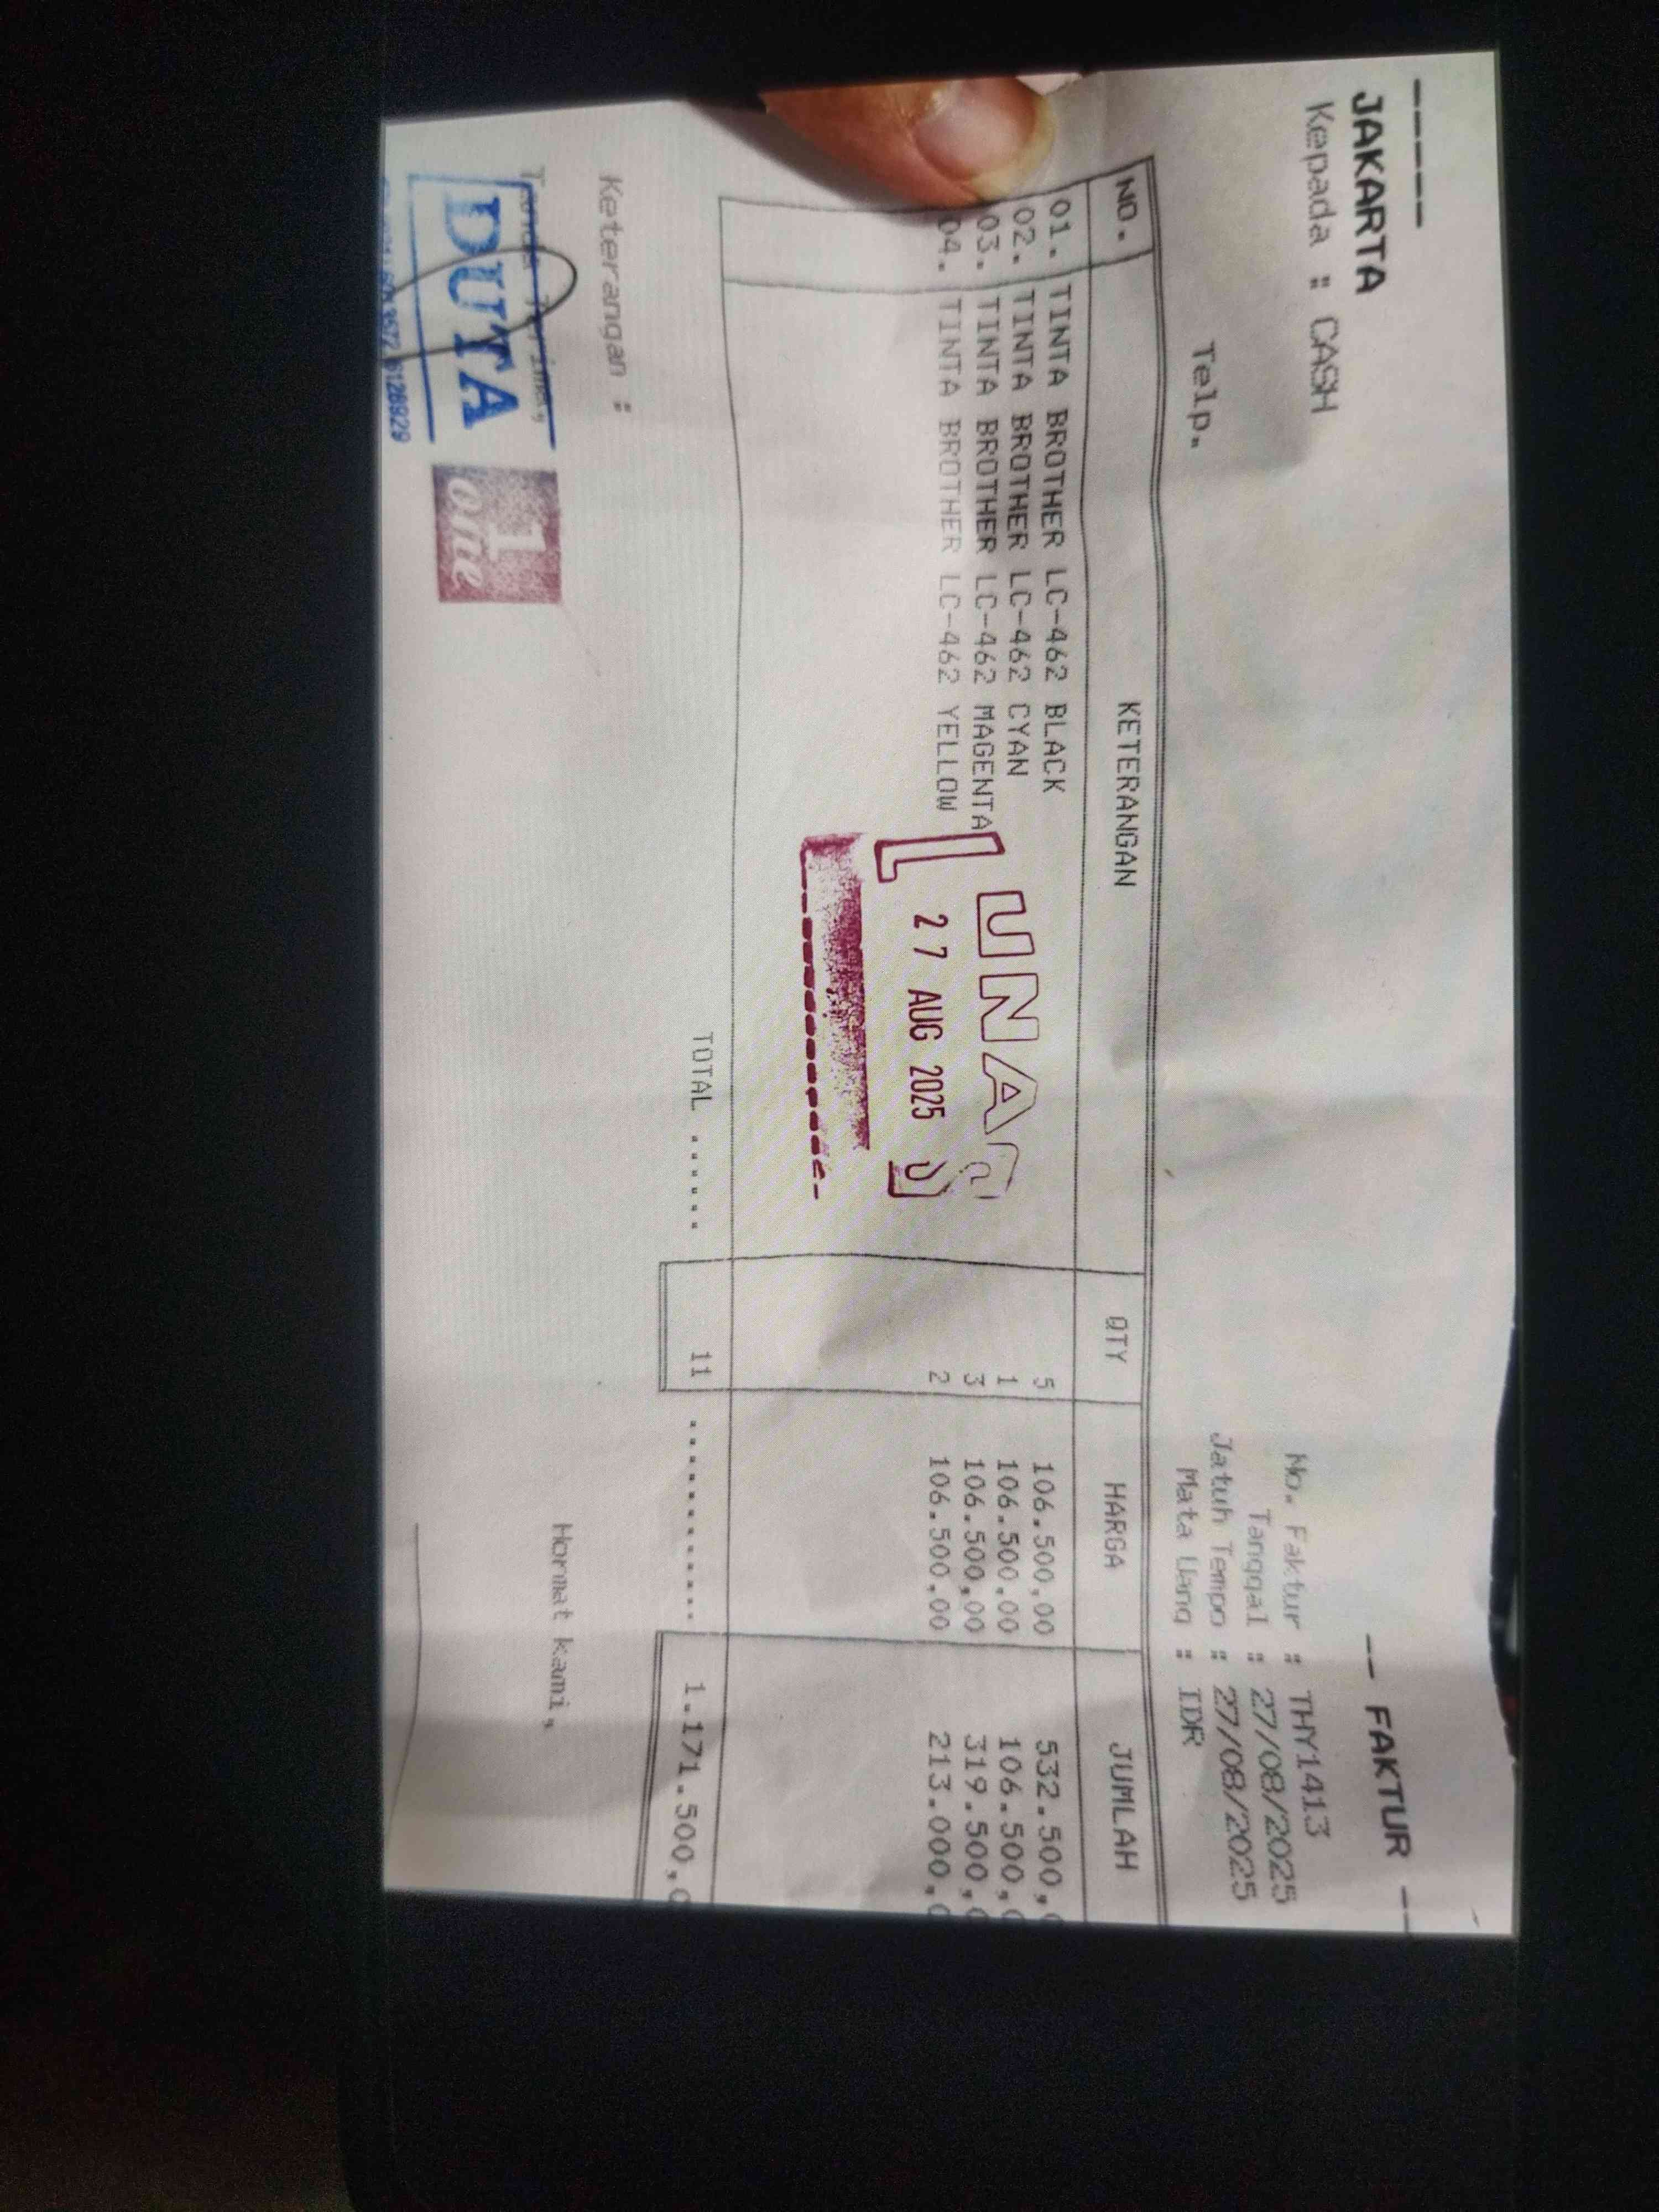 -----
-- FAKTUR --
JAKARTA
Kepada : CASH
No. Faktur : THY1413
Tanggal : 27/08/2025
Jatuh Tempo : 27/08/2025
Telp.
Mata Uang : IDR
NO. KETERANGAN QTY HARGA JUMLAH
01. TINTA BROTHER LC-462 BLACK 5 106.500,00 532.500,
02. TINTA BROTHER LC-462 CYAN 1 106.500,00 106.500,
03. TINTA BROTHER LC-462 MAGENTA 3 106.500,00 319.500,
04. TINTA BROTHER LC-462 YELLOW 2 106.500,00 213.000,
LUNAS
27 AUG 2025
TOTAL ...... 11 ............ 1.171.500,
Keterangan :
Tanda Terima,
Hormat kami,
DUTA
1
one